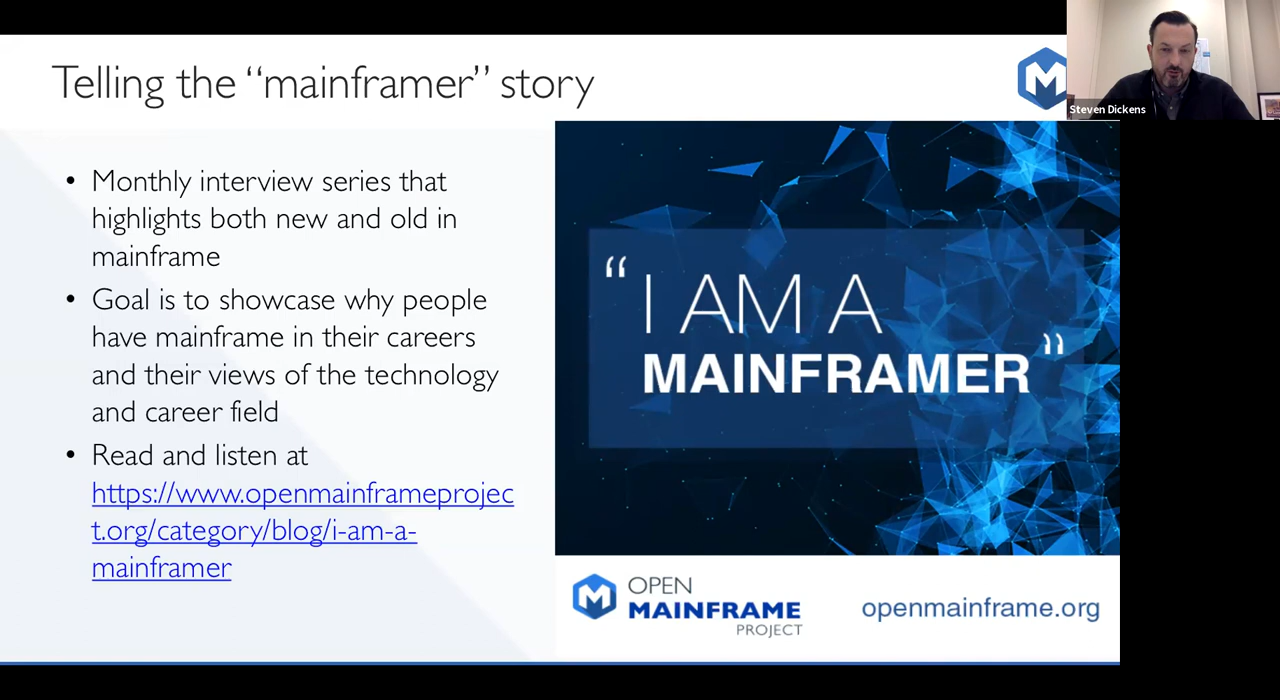 Telling the “mainframer” story
M
Steven Dickens
• Monthly interview series that
highlights both new and old in
mainframe
• Goal is to showcase why people
have mainframe in their careers
and their views of the technology
and career field
• Read and listen at
https://www.openmainframeprojec
t.org/category/blog/i-am-a-
mainframer
“I AM A
MAINFRAMER”
M OPEN
MAINFRAME
PROJECT
openmainframe.org